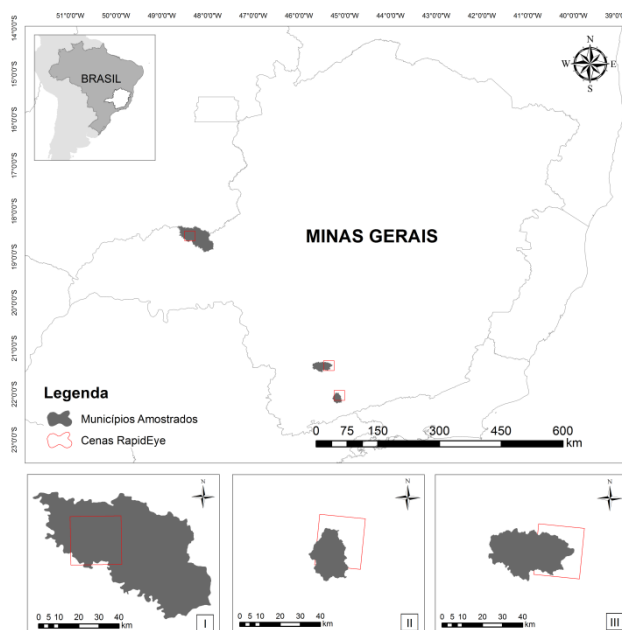 51°0'0"W 50°0'0"W 49°0'0"W 48°0'0"W 47°0'0"W 46°0'0"W 45°0'0"W 44°0'0"W 43°0'0"W 42°0'0"W 41°0'0"W 40°0'0"W 39°0'0"W
14°0'0"S
15°0'0"S
16°0'0"S
17°0'0"S
18°0'0"S
19°0'0"S
20°0'0"S
21°0'0"S
22°0'0"S
23°0'0"S
BRASIL
N
W E
S
MINAS GERAIS
Legenda
Municípios Amostrados
Cenas RapidEye
0 75 150 300 450 600
km
N
0 5 10 20 30 40
km
I
N
0 5 10 20 30 40
km
II
N
0 5 10 20 30 40
km
III